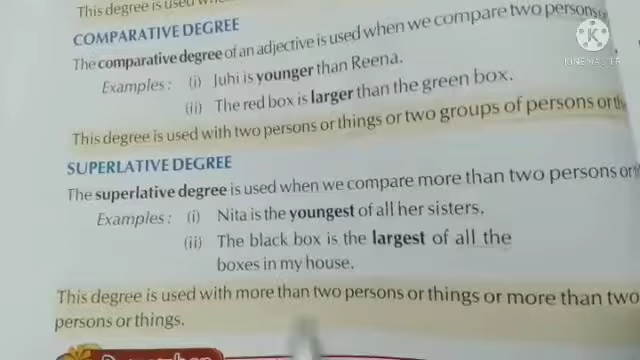 This degree is used
COMPARATIVE DEGREE
The comparative degree of an adjective is used when we compare two persons
Examples : (i) Juhi is younger than Reena.
(ii) The red box is larger than the green box.
This degree is used with two persons or things or two groups of persons or
SUPERLATIVE DEGREE
The superlative degree is used when we compare more than two persons or
Examples : (i) Nita is the youngest of all her sisters.
(ii) The black box is the largest of all the
boxes in my house.
This degree is used with more than two persons or things or more than two
persons or things.
K
KINEMASTER